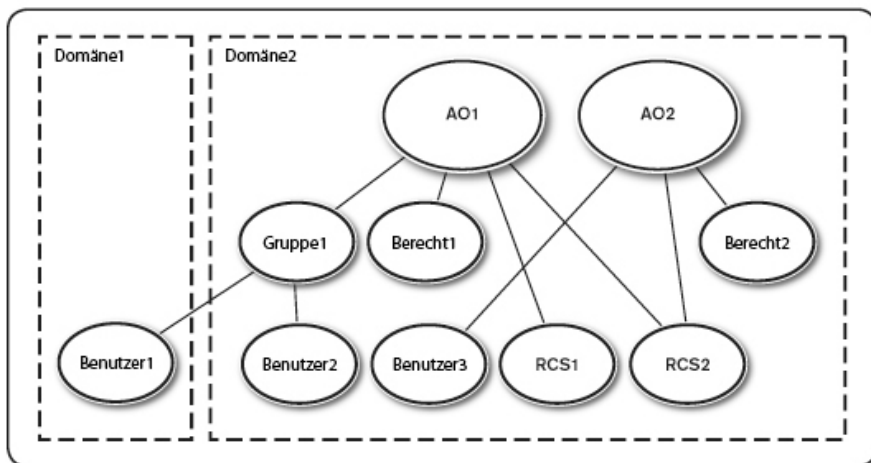 Domäne1
Domäne2
AO1
AO2
Gruppe1
Berecht1
Berecht2
Benutzer1
Benutzer2
Benutzer3
RCS1
RCS2